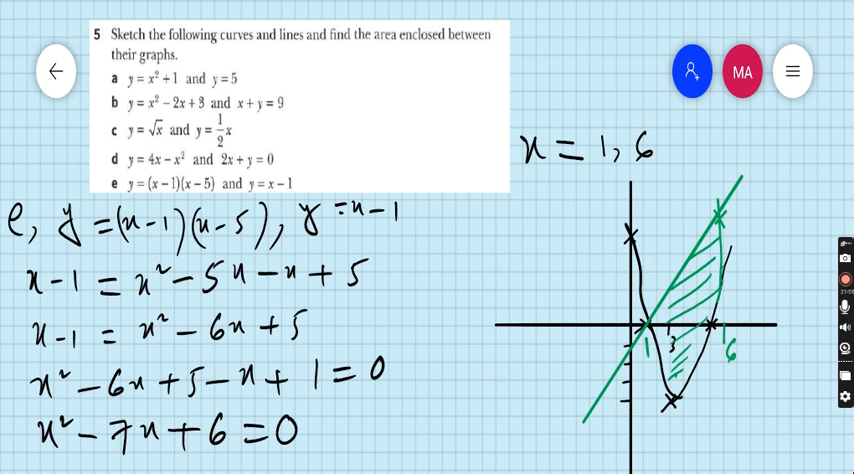 5 Sketch the following curves and lines and find the area enclosed between
their graphs.
a y = x² + 1 and y = 5
b y = x² − 2x + 3 and x + y = 9
c y = √x and y = 1/2 x
d y = 4x − x² and 2x + y = 0
e y = (x − 1)(x − 5) and y = x − 1
MA
x = 1, 6
e, y = (x − 1)(x − 5), y = x − 1
x − 1 = x² − 5x − x + 5
x − 1 = x² − 6x + 5
x² − 6x + 5 − x + 1 = 0
x² − 7x + 6 = 0
1 3 6